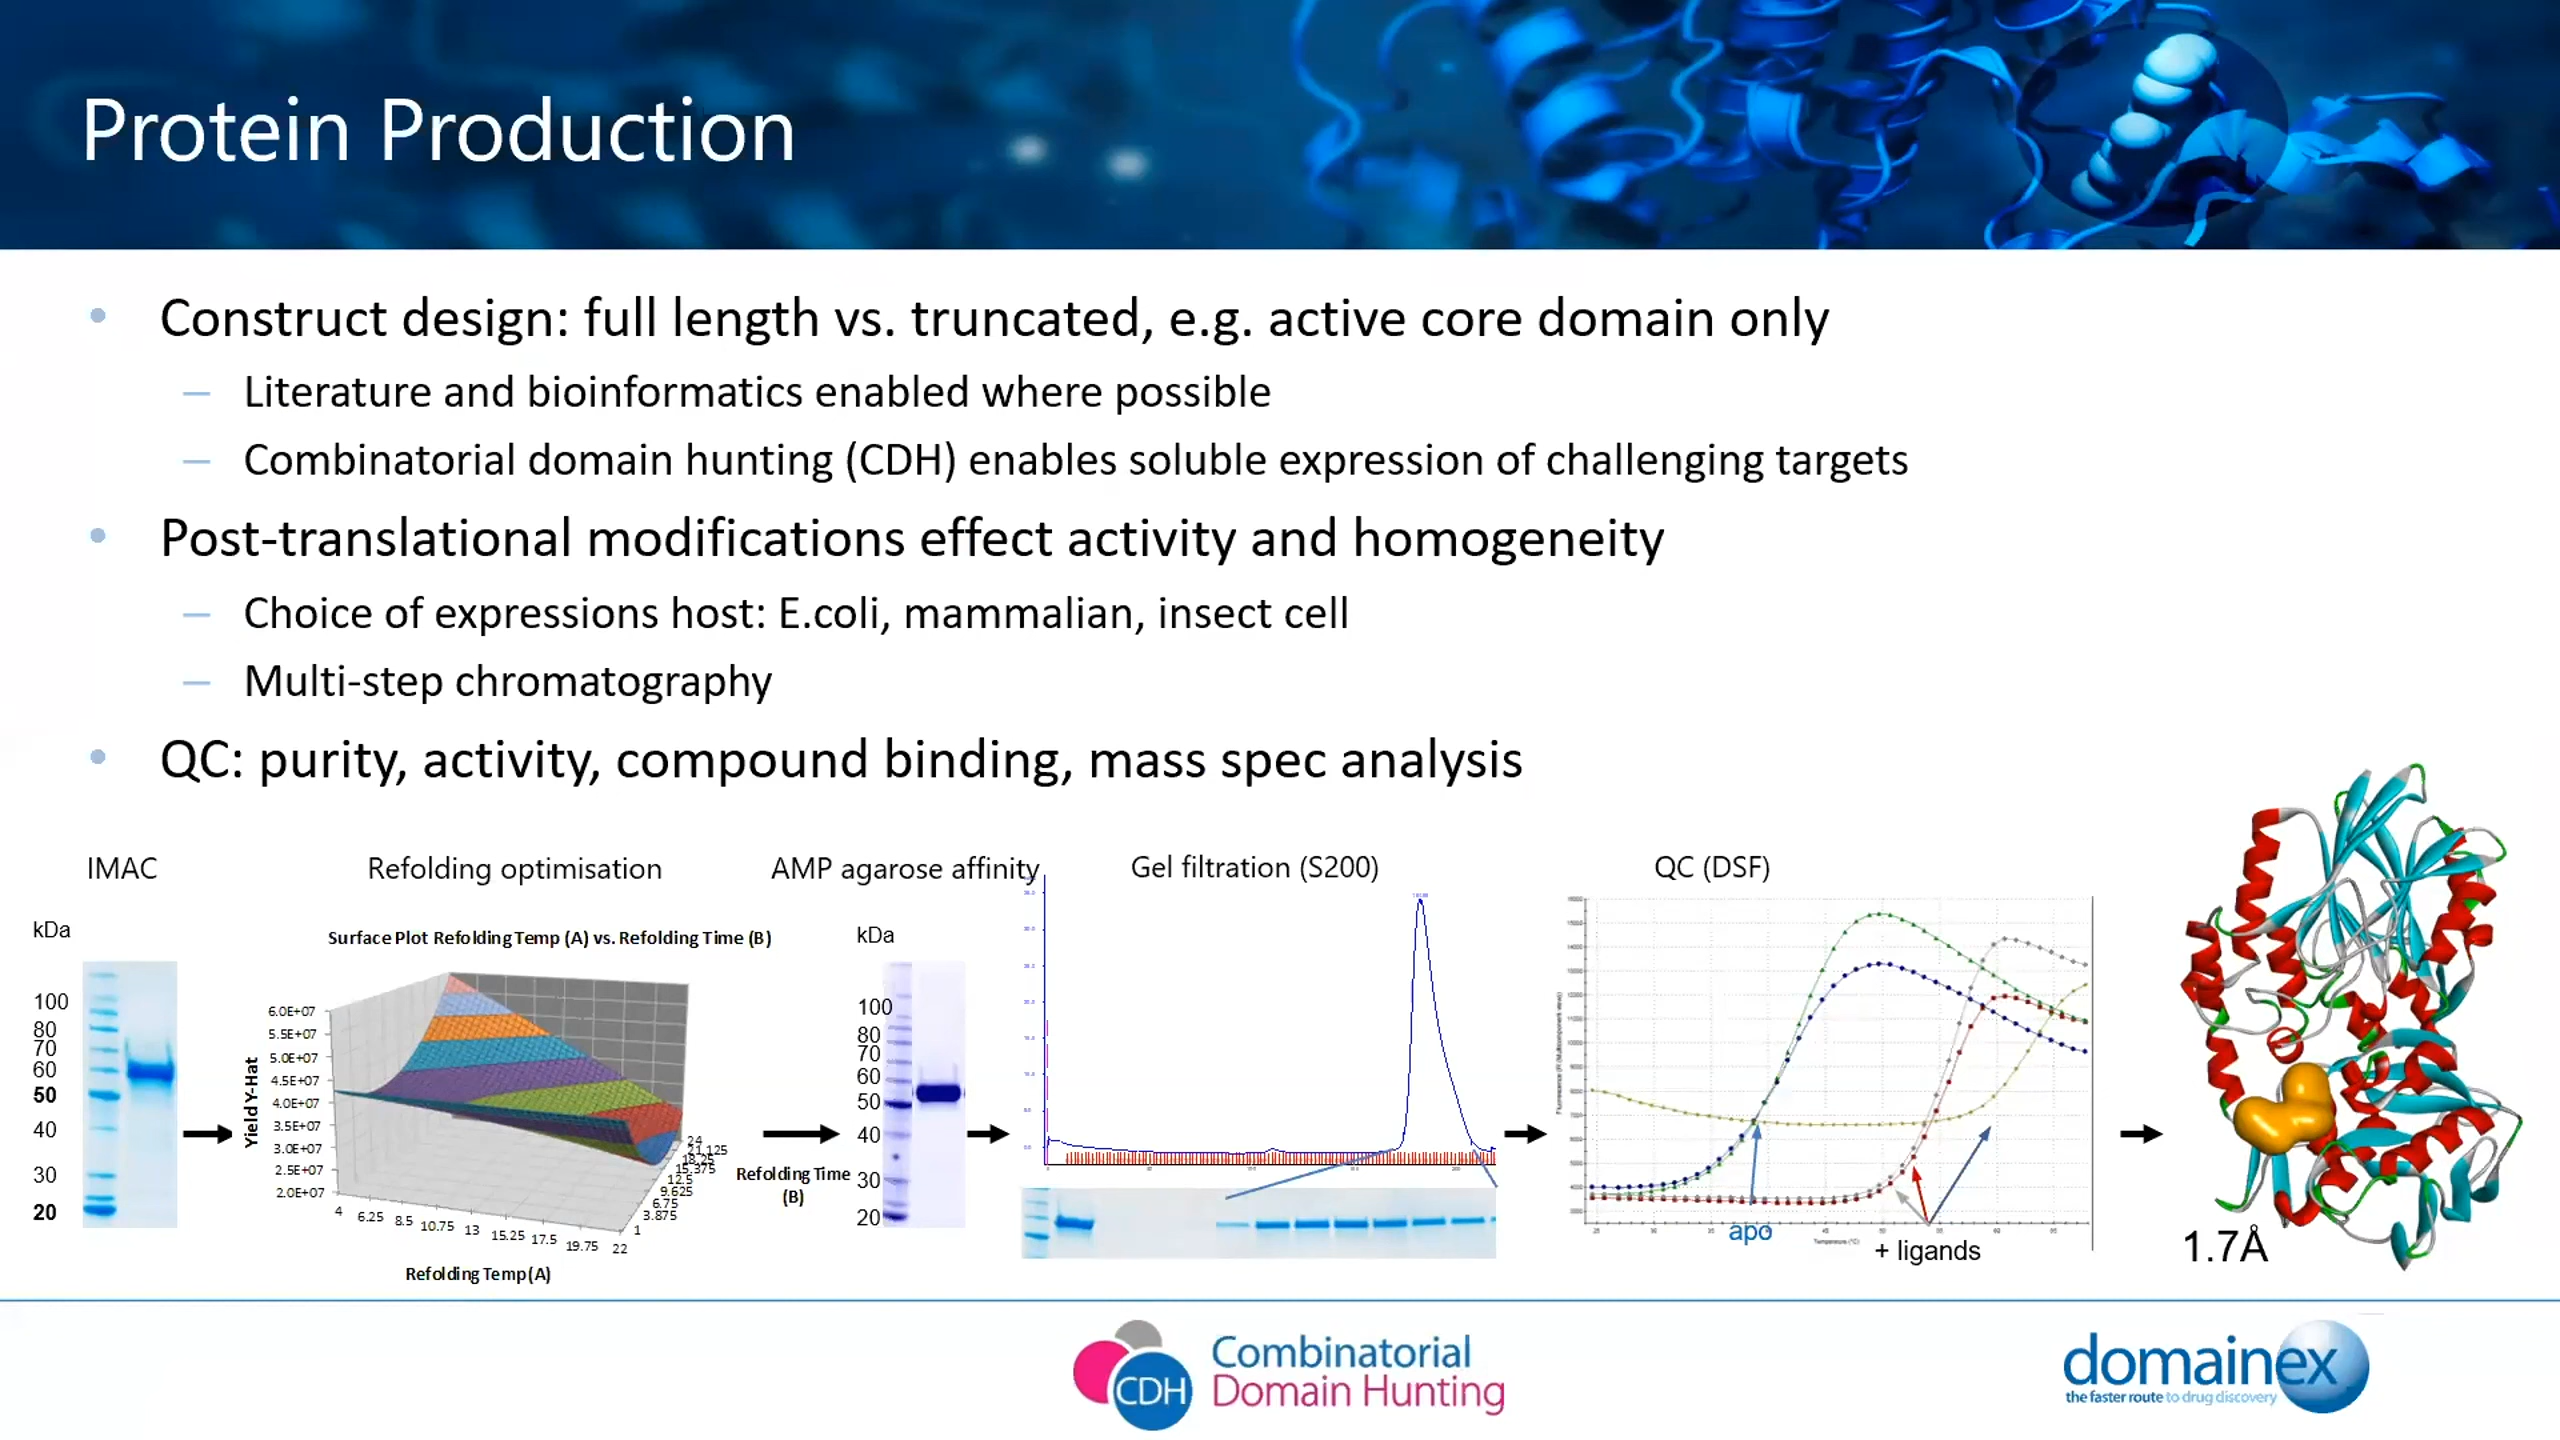 Protein Production
• Construct design: full length vs. truncated, e.g. active core domain only
– Literature and bioinformatics enabled where possible
– Combinatorial domain hunting (CDH) enables soluble expression of challenging targets
• Post-translational modifications effect activity and homogeneity
– Choice of expressions host: E.coli, mammalian, insect cell
– Multi-step chromatography
• QC: purity, activity, compound binding, mass spec analysis
IMAC
kDa
100
80
70
60
50
40
30
20
Refolding optimisation
Surface Plot Refolding Temp (A) vs. Refolding Time (B)
Yield Y-Hat
6.0E+07
5.5E+07
5.0E+07
4.5E+07
4.0E+07
3.5E+07
3.0E+07
2.5E+07
2.0E+07
4 6.25 8.5 10.75 13 15.25 17.5 19.75 22
Refolding Temp (A)
24
21.125
18.25
15.375
12.5
9.625
6.75
3.875
1
Refolding Time
(B)
AMP agarose affinity
kDa
100
80
70
60
50
40
30
20
Gel filtration (S200)
QC (DSF)
Temperature (°C)
apo
+ ligands
1.7Å
CDH
Combinatorial
Domain Hunting
domainex
the faster route to drug discovery